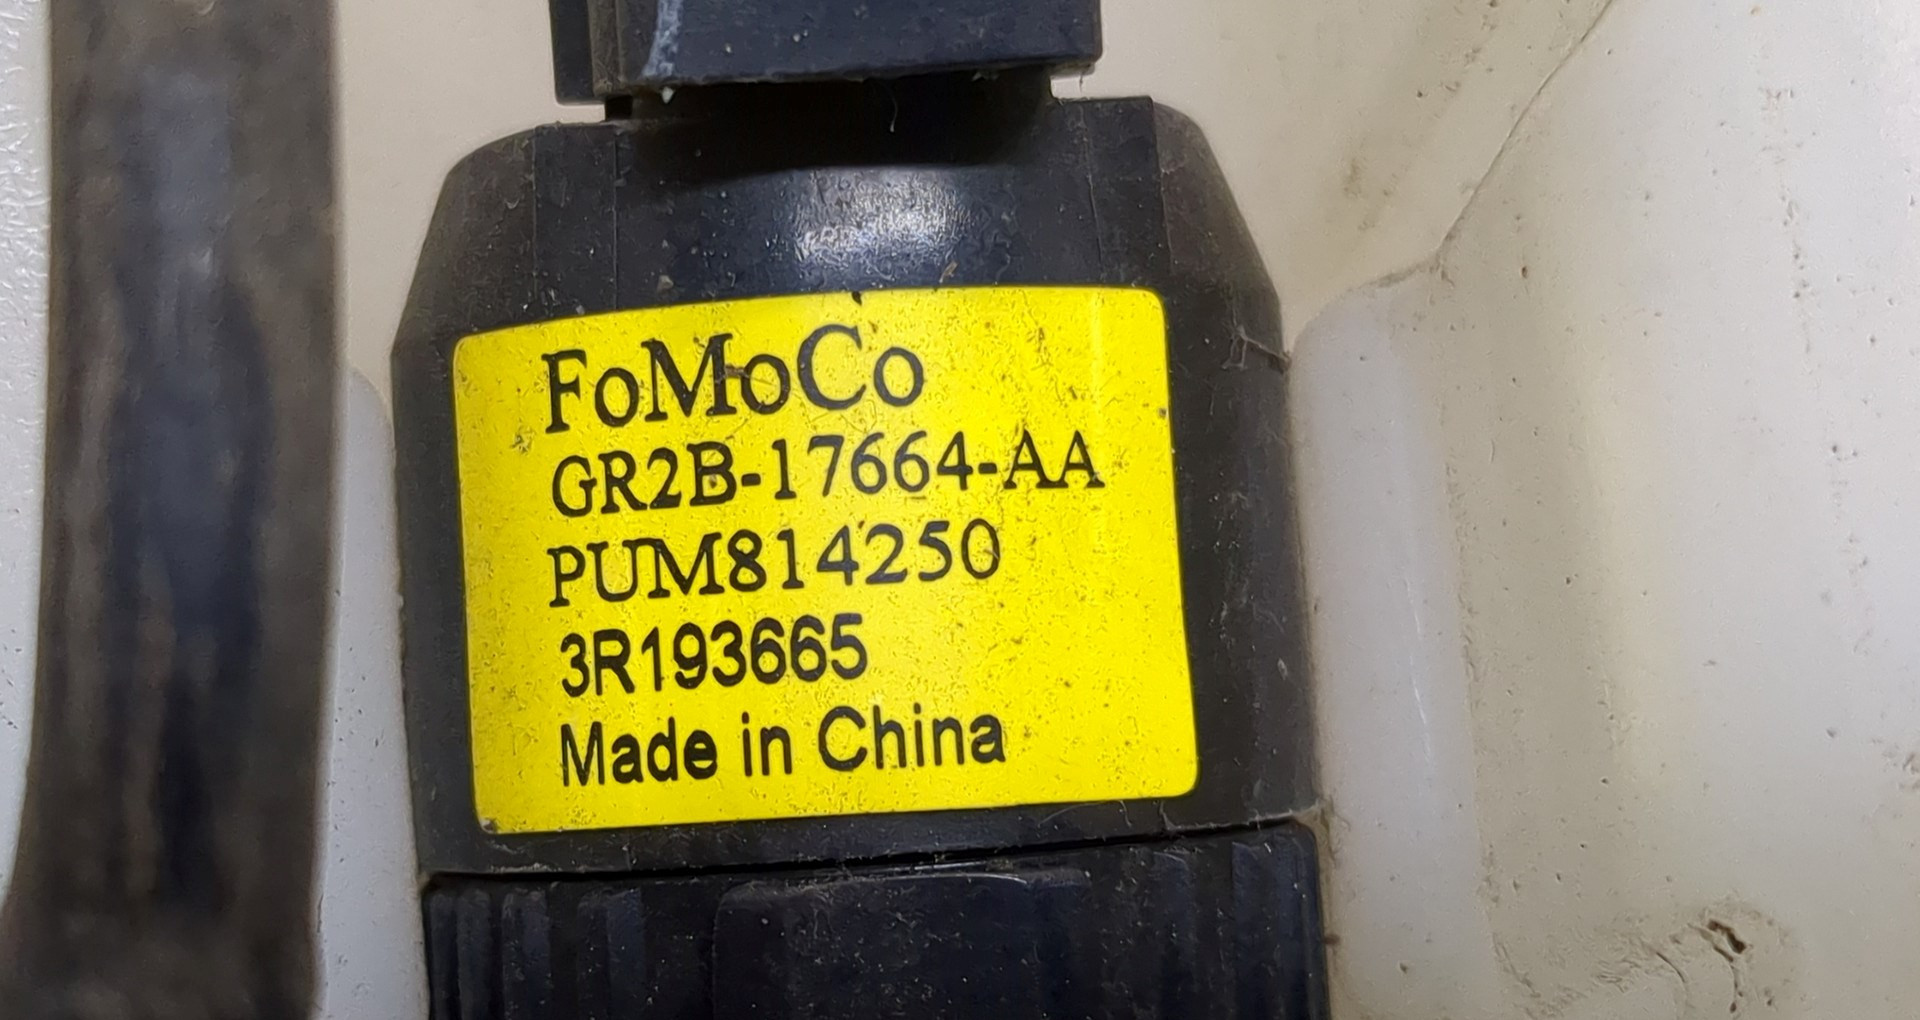 FoMoCo
GR2B-17664-AA
PUM814250
3R193665
Made in China